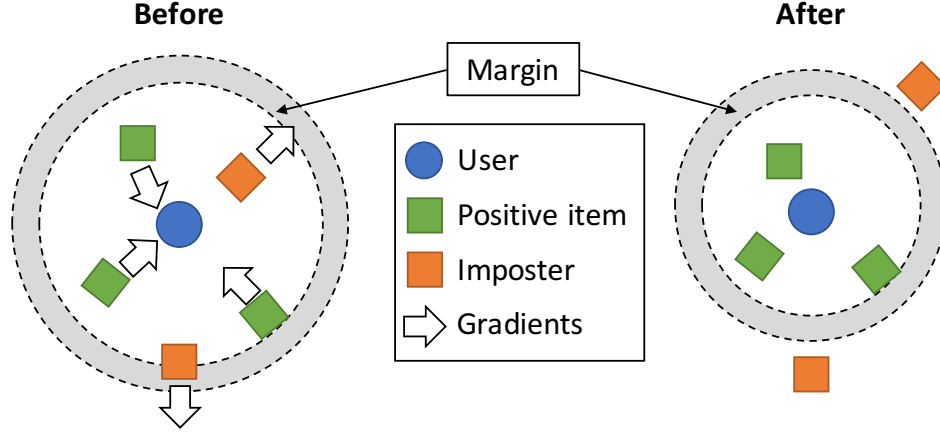 Before
After
Margin
User
Positive item
Imposter
Gradients